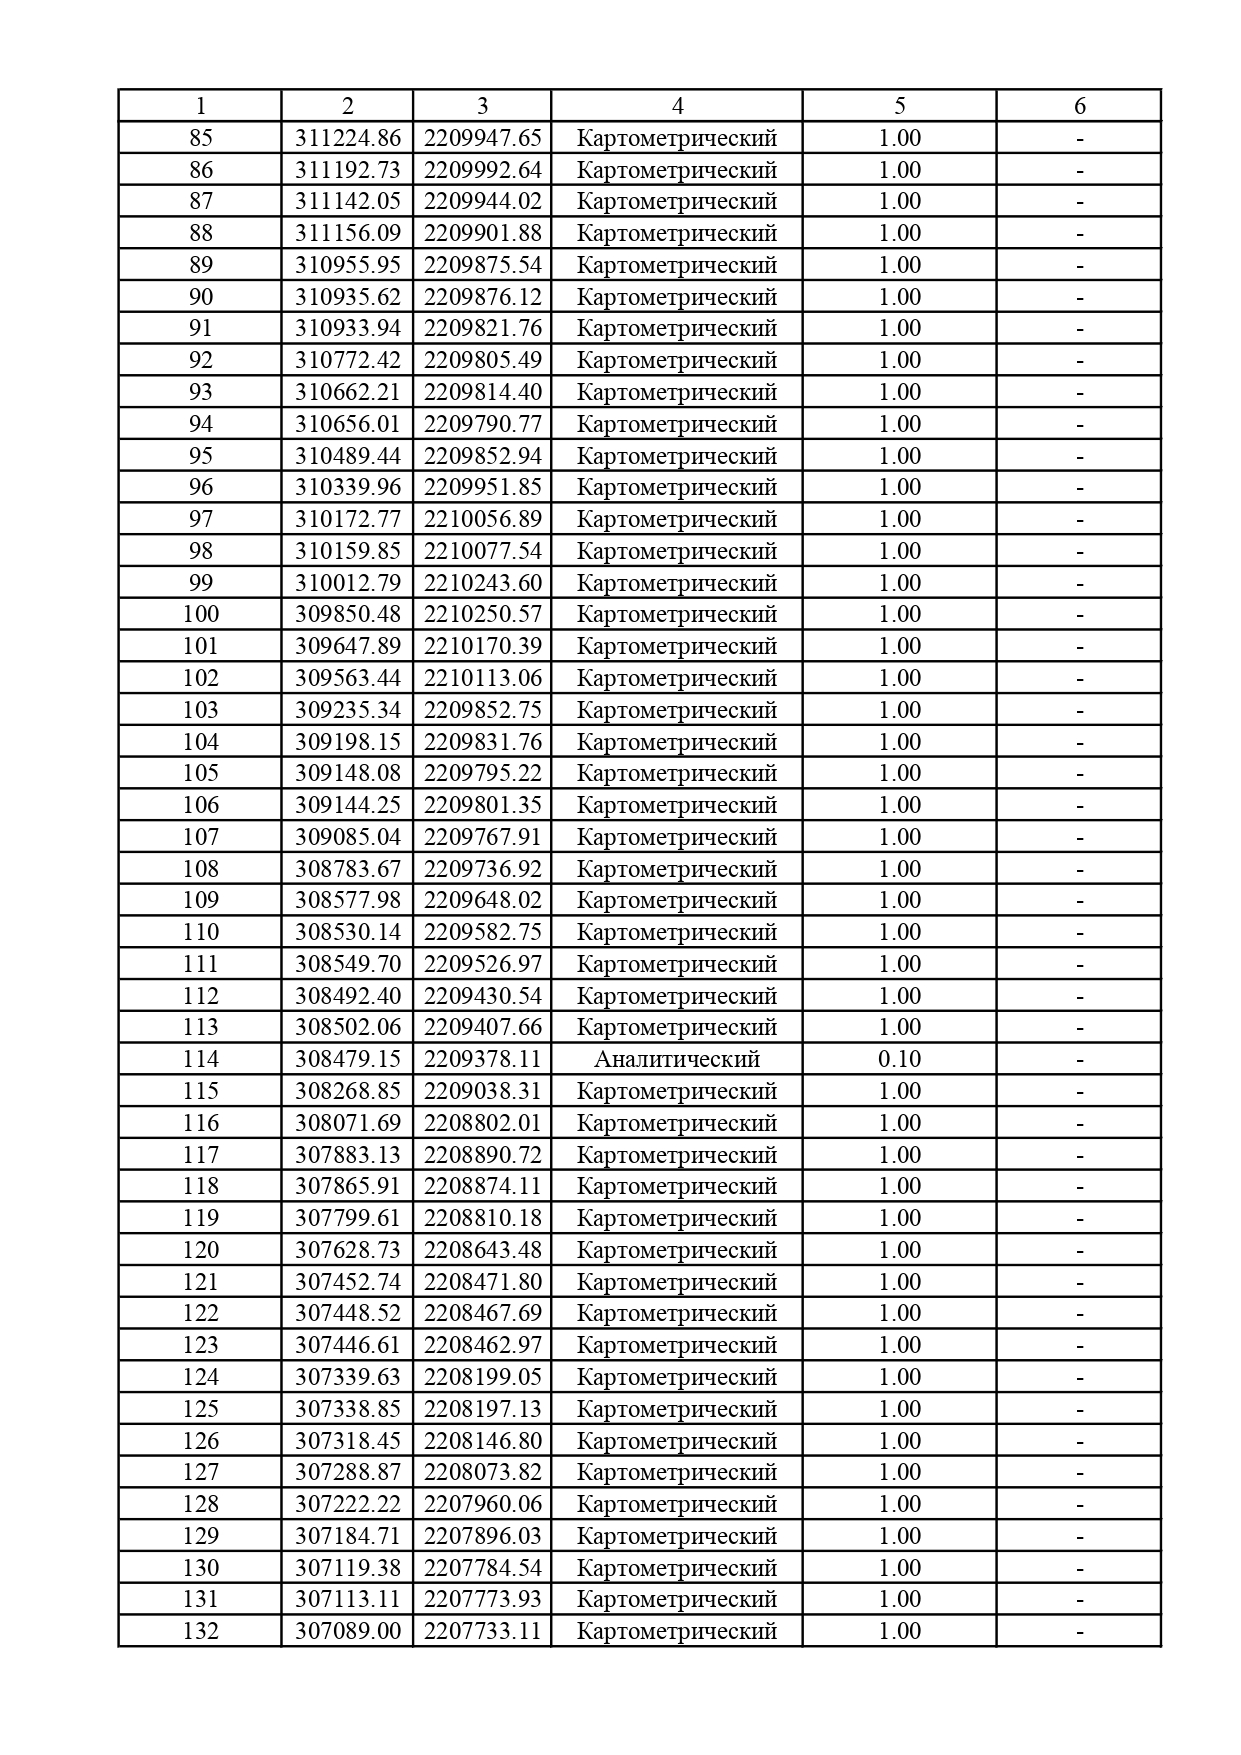 1 2 3 4 5 6
85 311224.86 2209947.65 Картометрический 1.00 -
86 311192.73 2209992.64 Картометрический 1.00 -
87 311142.05 2209944.02 Картометрический 1.00 -
88 311156.09 2209901.88 Картометрический 1.00 -
89 310955.95 2209875.54 Картометрический 1.00 -
90 310935.62 2209876.12 Картометрический 1.00 -
91 310933.94 2209821.76 Картометрический 1.00 -
92 310772.42 2209805.49 Картометрический 1.00 -
93 310662.21 2209814.40 Картометрический 1.00 -
94 310656.01 2209790.77 Картометрический 1.00 -
95 310489.44 2209852.94 Картометрический 1.00 -
96 310339.96 2209951.85 Картометрический 1.00 -
97 310172.77 2210056.89 Картометрический 1.00 -
98 310159.85 2210077.54 Картометрический 1.00 -
99 310012.79 2210243.60 Картометрический 1.00 -
100 309850.48 2210250.57 Картометрический 1.00 -
101 309647.89 2210170.39 Картометрический 1.00 -
102 309563.44 2210113.06 Картометрический 1.00 -
103 309235.34 2209852.75 Картометрический 1.00 -
104 309198.15 2209831.76 Картометрический 1.00 -
105 309148.08 2209795.22 Картометрический 1.00 -
106 309144.25 2209801.35 Картометрический 1.00 -
107 309085.04 2209767.91 Картометрический 1.00 -
108 308783.67 2209736.92 Картометрический 1.00 -
109 308577.98 2209648.02 Картометрический 1.00 -
110 308530.14 2209582.75 Картометрический 1.00 -
111 308549.70 2209526.97 Картометрический 1.00 -
112 308492.40 2209430.54 Картометрический 1.00 -
113 308502.06 2209407.66 Картометрический 1.00 -
114 308479.15 2209378.11 Аналитический 0.10 -
115 308268.85 2209038.31 Картометрический 1.00 -
116 308071.69 2208802.01 Картометрический 1.00 -
117 307883.13 2208890.72 Картометрический 1.00 -
118 307865.91 2208874.11 Картометрический 1.00 -
119 307799.61 2208810.18 Картометрический 1.00 -
120 307628.73 2208643.48 Картометрический 1.00 -
121 307452.74 2208471.80 Картометрический 1.00 -
122 307448.52 2208467.69 Картометрический 1.00 -
123 307446.61 2208462.97 Картометрический 1.00 -
124 307339.63 2208199.05 Картометрический 1.00 -
125 307338.85 2208197.13 Картометрический 1.00 -
126 307318.45 2208146.80 Картометрический 1.00 -
127 307288.87 2208073.82 Картометрический 1.00 -
128 307222.22 2207960.06 Картометрический 1.00 -
129 307184.71 2207896.03 Картометрический 1.00 -
130 307119.38 2207784.54 Картометрический 1.00 -
131 307113.11 2207773.93 Картометрический 1.00 -
132 307089.00 2207733.11 Картометрический 1.00 -